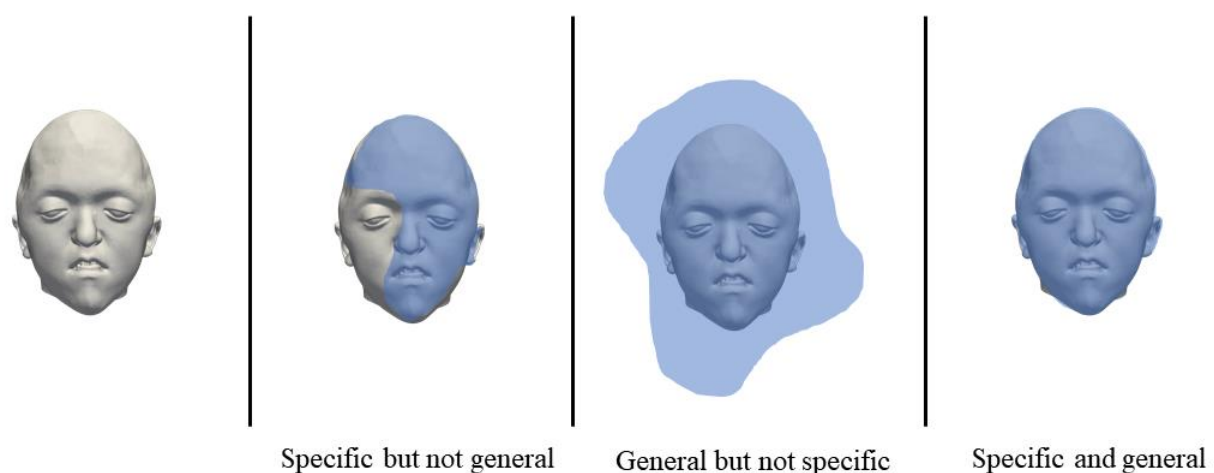 Specific but not general
General but not specific
Specific and general